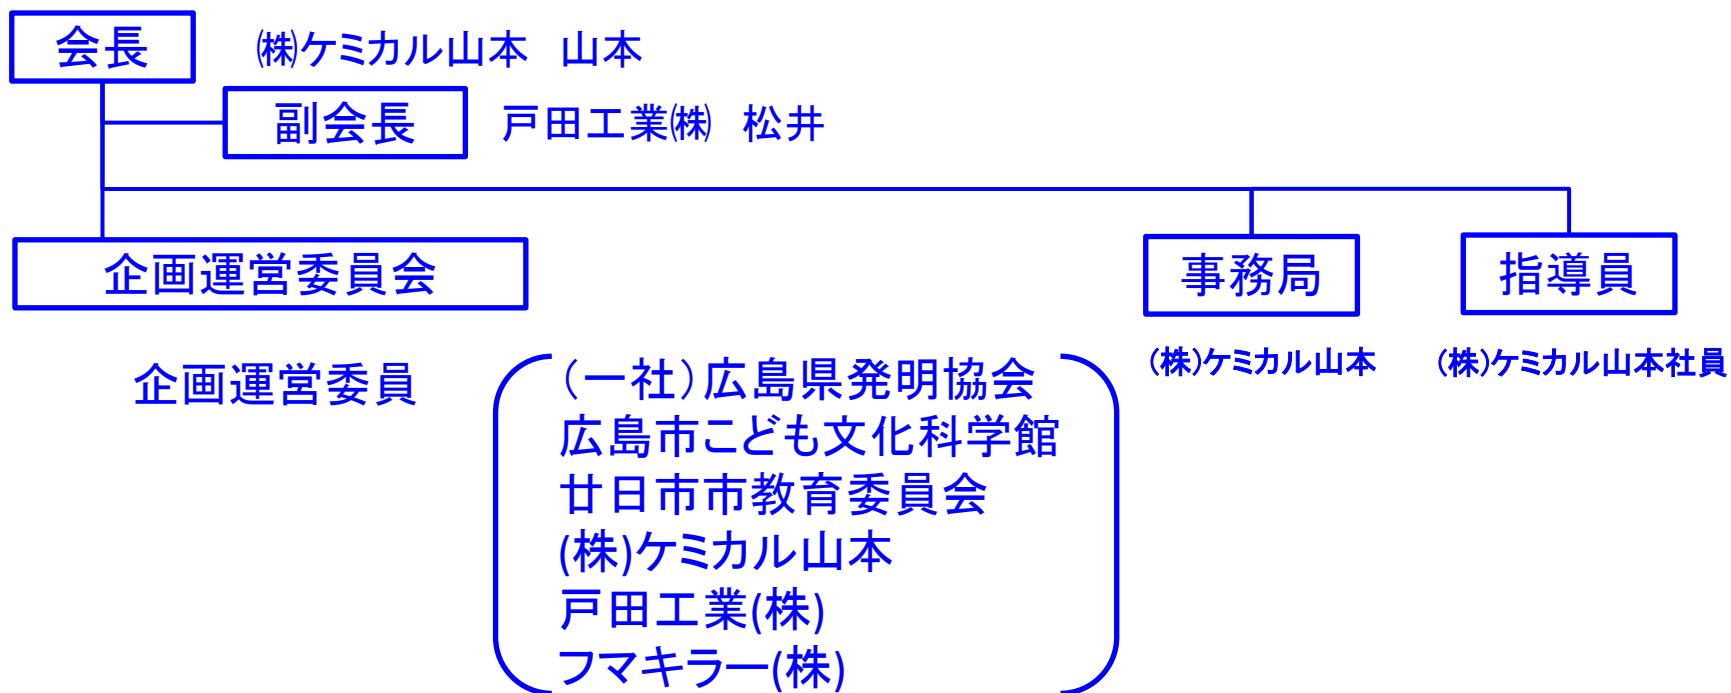 会長
㈱ケミカル山本　山本
副会長
戸田工業㈱　松井
企画運営委員会
事務局
指導員
(株)ケミカル山本
(株)ケミカル山本社員
企画運営委員
（一社）広島県発明協会
広島市こども文化科学館
廿日市市教育委員会
(株)ケミカル山本
戸田工業(株)
フマキラー(株)